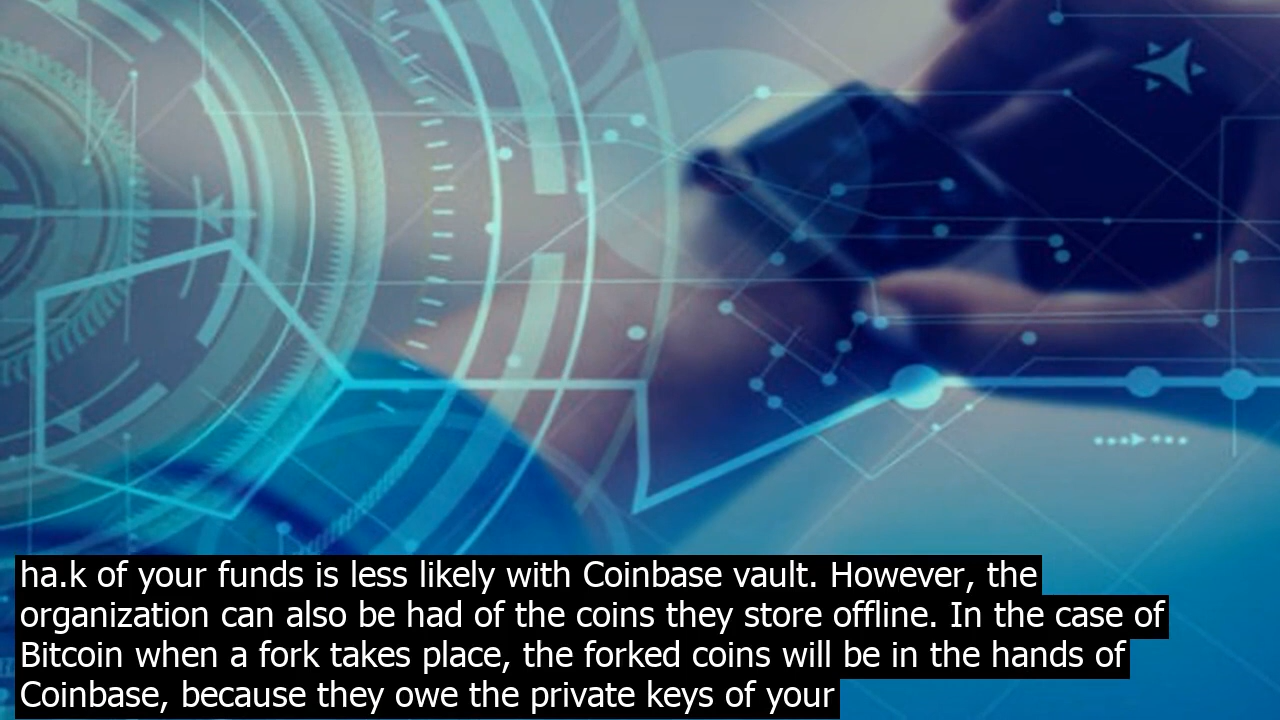 ha.k of your funds is less likely with Coinbase vault. However, the
organization can also be had of the coins they store offline. In the case of
Bitcoin when a fork takes place, the forked coins will be in the hands of
Coinbase, because they owe the private keys of your